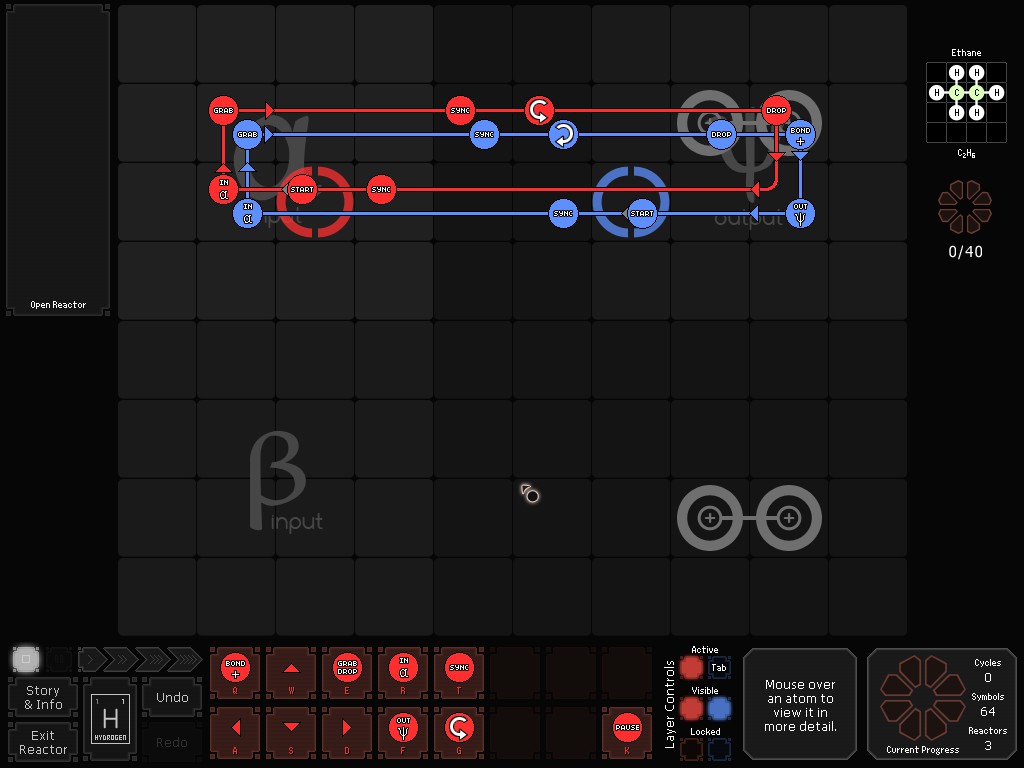 Ethane
H H
H C C H
H H
C₂H₆
0/40
GRAB SYNC DROP
GRAB SYNC DROP BOND +
α ψ
IN α START SYNC
IN α SYNC START OUT ψ
input output
Open Reactor
β
input
Story & Info
Exit Reactor
1 1
H
HYDROGEN
Undo
Redo
BOND + GRAB DROP IN α SYNC
Q W E R T
OUT ψ PAUSE
A S D F G K
Layer Controls
Active
Tab
Visible
Locked
Mouse over
an atom to
view it in
more detail.
Cycles
0
Symbols
64
Reactors
3
Current Progress